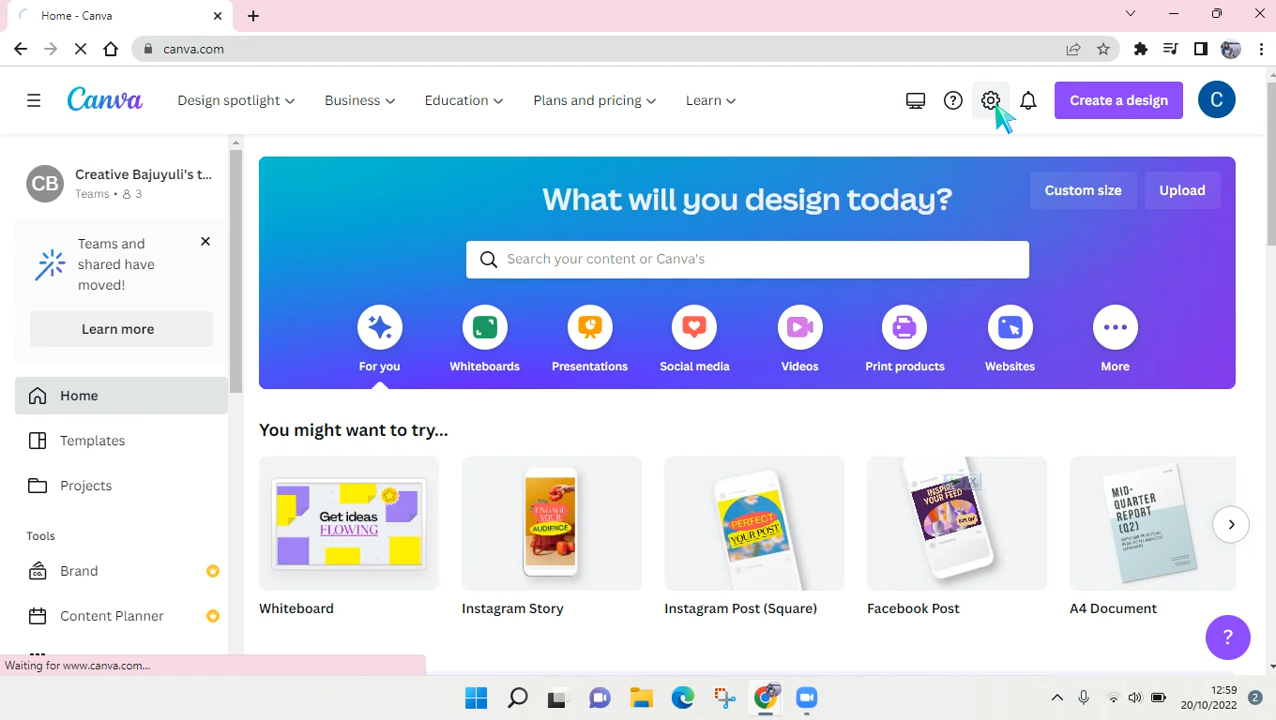 Home - Canva
canva.com
Canva
Design spotlight
Business
Education
Plans and pricing
Learn
Create a design
C
CB
Creative Bajuyuli's t...
Teams • 3
Teams and
shared have
moved!
Learn more
Home
Templates
Projects
Tools
Brand
Content Planner
What will you design today?
Custom size
Upload
Search your content or Canva's
For you
Whiteboards
Presentations
Social media
Videos
Print products
Websites
More
You might want to try...
Get ideas
FLOWING
ENGAGE
YOUR
AUDIENCE
PERFECT
YOUR POST
INSPIRE
YOUR FEED
MID-
QUARTER
REPORT
(Q2)
Whiteboard
Instagram Story
Instagram Post (Square)
Facebook Post
A4 Document
?
Waiting for www.canva.com...
12:59
20/10/2022
2